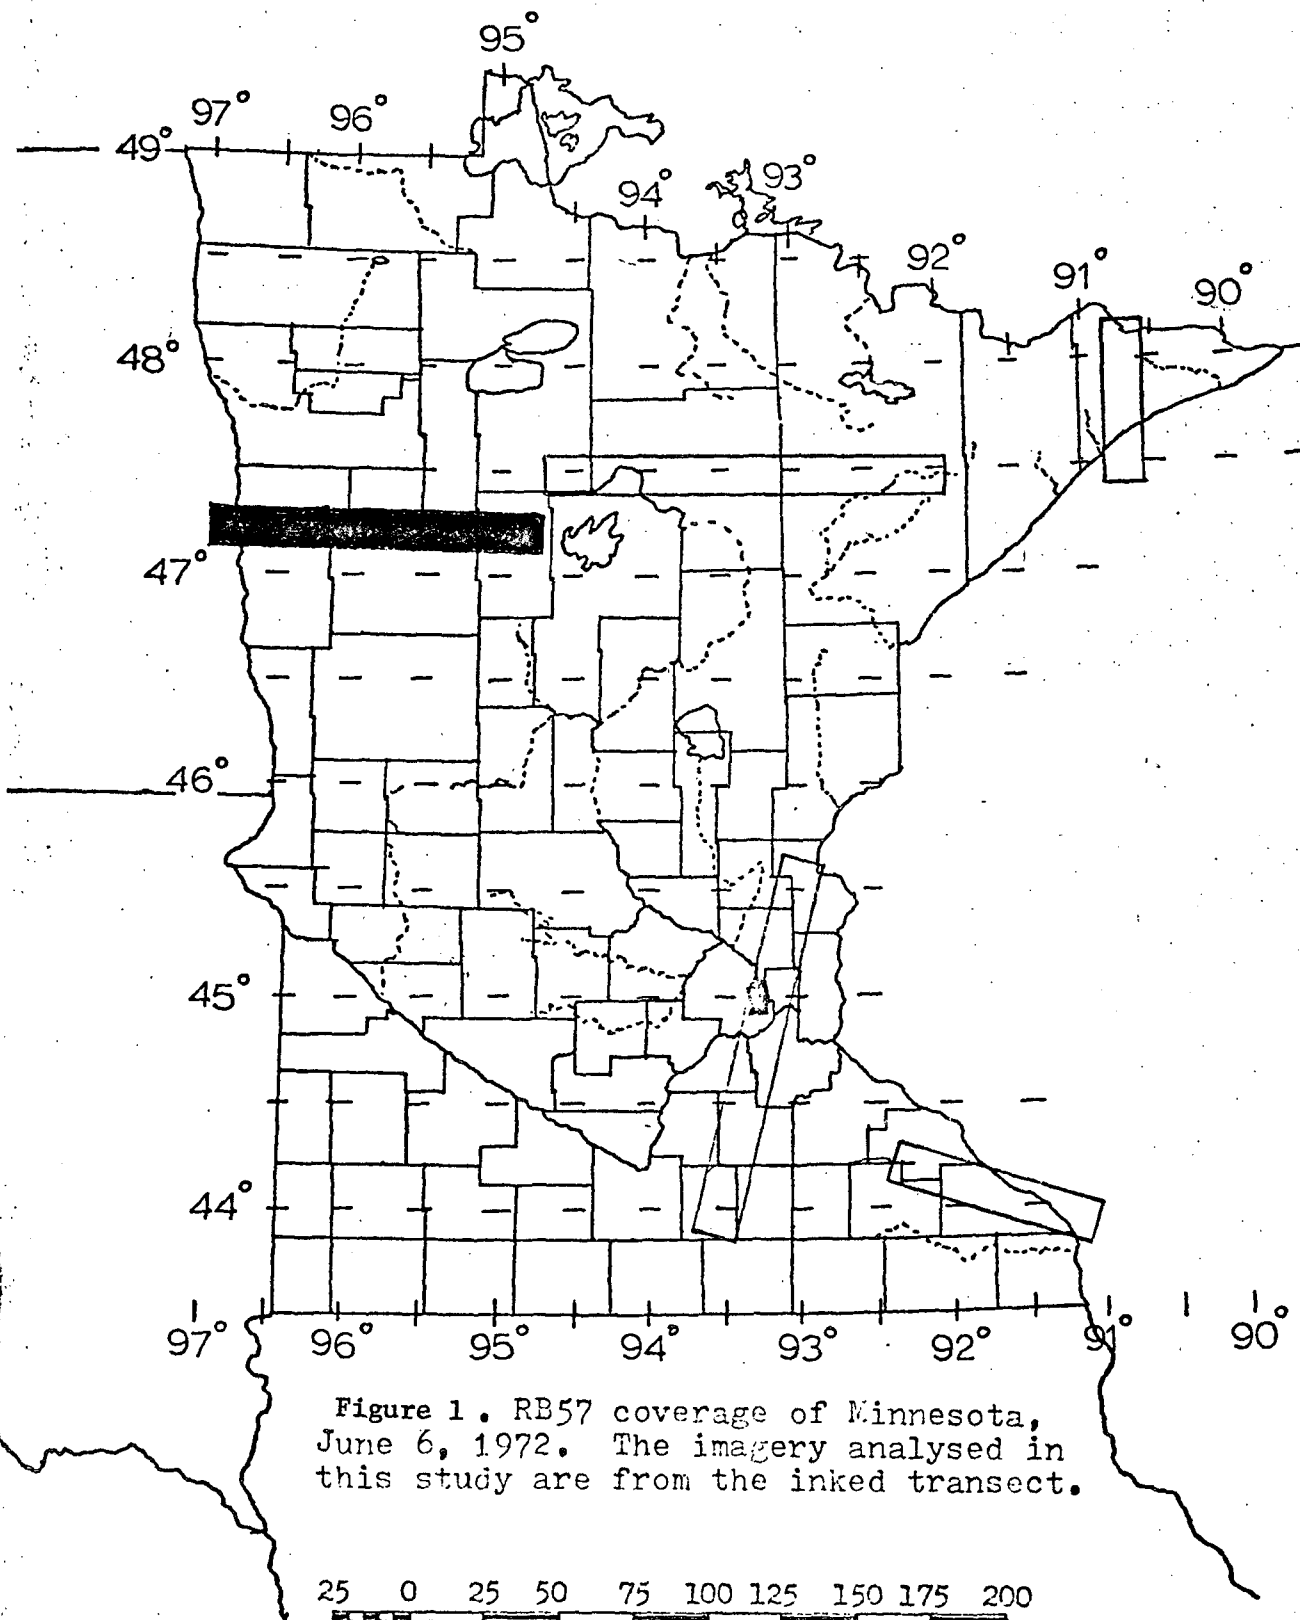 95°
97° 96°
49°
94° 93°
92° 91° 90°
48°
47°
46°
45°
44°
97° 96° 95° 94° 93° 92° 91° 90°
Figure 1. RB57 coverage of Minnesota,
June 6, 1972. The imagery analysed in
this study are from the inked transect.
25 0 25 50 75 100 125 150 175 200